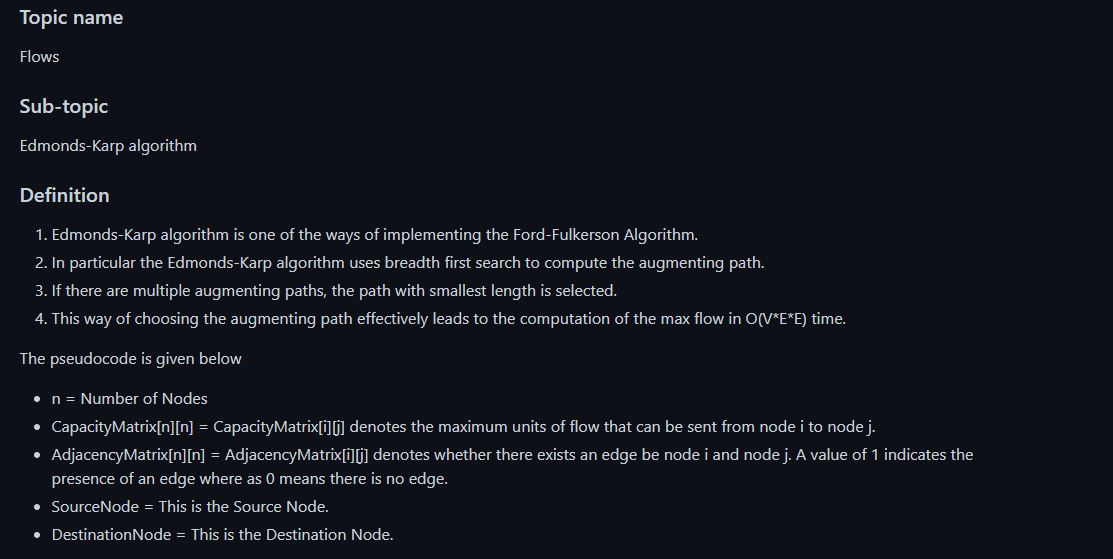 Topic name
Flows
Sub-topic
Edmonds-Karp algorithm
Definition
1. Edmonds-Karp algorithm is one of the ways of implementing the Ford-Fulkerson Algorithm.
2. In particular the Edmonds-Karp algorithm uses breadth first search to compute the augmenting path.
3. If there are multiple augmenting paths, the path with smallest length is selected.
4. This way of choosing the augmenting path effectively leads to the computation of the max flow in O(V*E*E) time.
The pseudocode is given below
• n = Number of Nodes
• CapacityMatrix[n][n] = CapacityMatrix[i][j] denotes the maximum units of flow that can be sent from node i to node j.
• AdjacencyMatrix[n][n] = AdjacencyMatrix[i][j] denotes whether there exists an edge be node i and node j. A value of 1 indicates the
presence of an edge where as 0 means there is no edge.
• SourceNode = This is the Source Node.
• DestinationNode = This is the Destination Node.